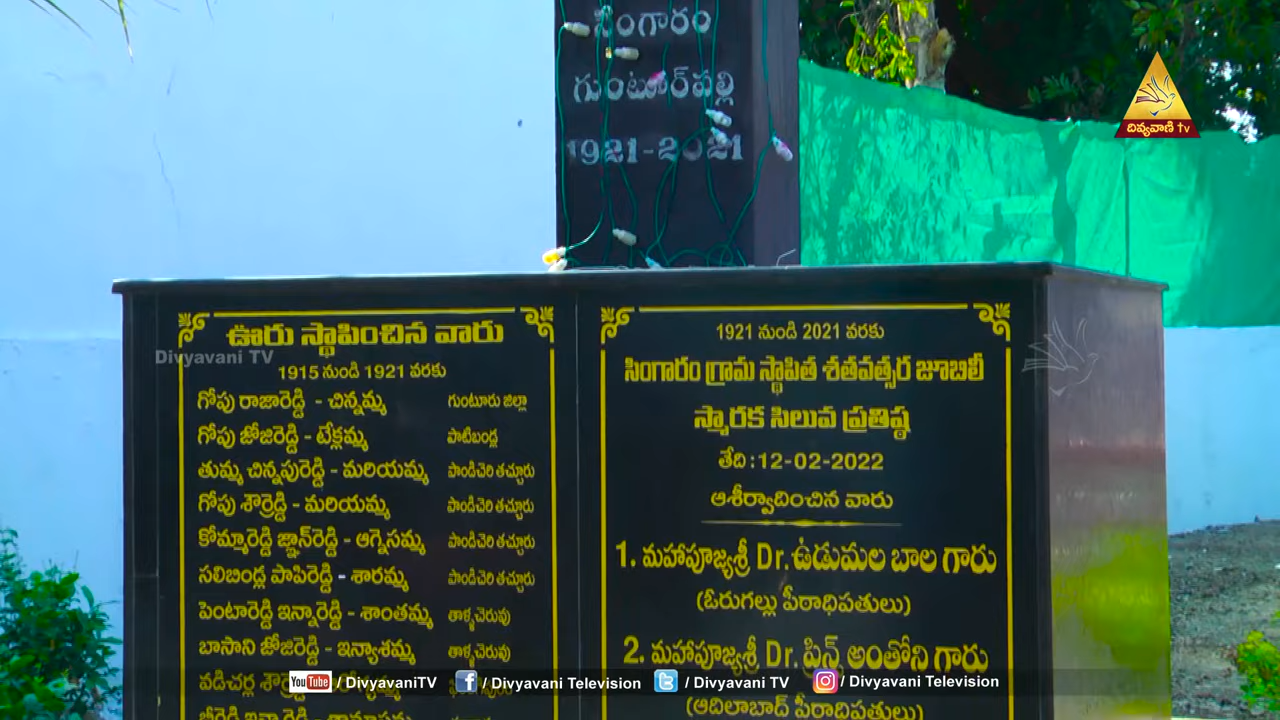 సింగారం
గుంటూర్‌పల్లి
1921-2021
దివ్యవాణి tv
ఊరు స్థాపించిన వారు
Divyavani TV
1915 నుండి 1921 వరకు
గోపు రాజారెడ్డి - చిన్నమ్మ గుంటూరు జిల్లా
గోపు జోజిరెడ్డి - టేక్లమ్మ పాటిబండ్ల
తుమ్మ చిన్నపురెడ్డి - మరియమ్మ పాండిచెరి తచ్చూరు
గోపు శౌర్రెడ్డి - మరియమ్మ పాండిచెరి తచ్చూరు
కోమ్మారెడ్డి జ్ఞాన్‌రెడ్డి - ఆగ్నెసమ్మ పాండిచెరి తచ్చూరు
సలిబిండ్ల పాపిరెడ్డి - శారమ్మ పాండిచెరి తచ్చూరు
పెంటారెడ్డి ఇన్నారెడ్డి - శాంతమ్మ తాళ్ళచెరువు
బాసాని జోజిరెడ్డి - ఇన్యాశమ్మ తాళ్ళచెరువు
వడిచర్ల
1921 నుండి 2021 వరకు
సింగారం గ్రామ స్థాపిత శతవత్సర జూబిలీ
స్మారక సిలువ ప్రతిష్ఠ
తేది :12-02-2022
ఆశీర్వాదించిన వారు
1. మహాపూజ్యశ్రీ Dr. ఉడుమల బాల గారు
(ఓరుగల్లు పీఠాధిపతులు)
2. మహాపూజ్యశ్రీ Dr. ప్రిన్స్ అంతోని గారు
(ఆదిలాబాద్ పీఠాధిపతులు)
YouTube / DivyavaniTV
/ Divyavani Television
/ Divyavani TV
/ Divyavani Television